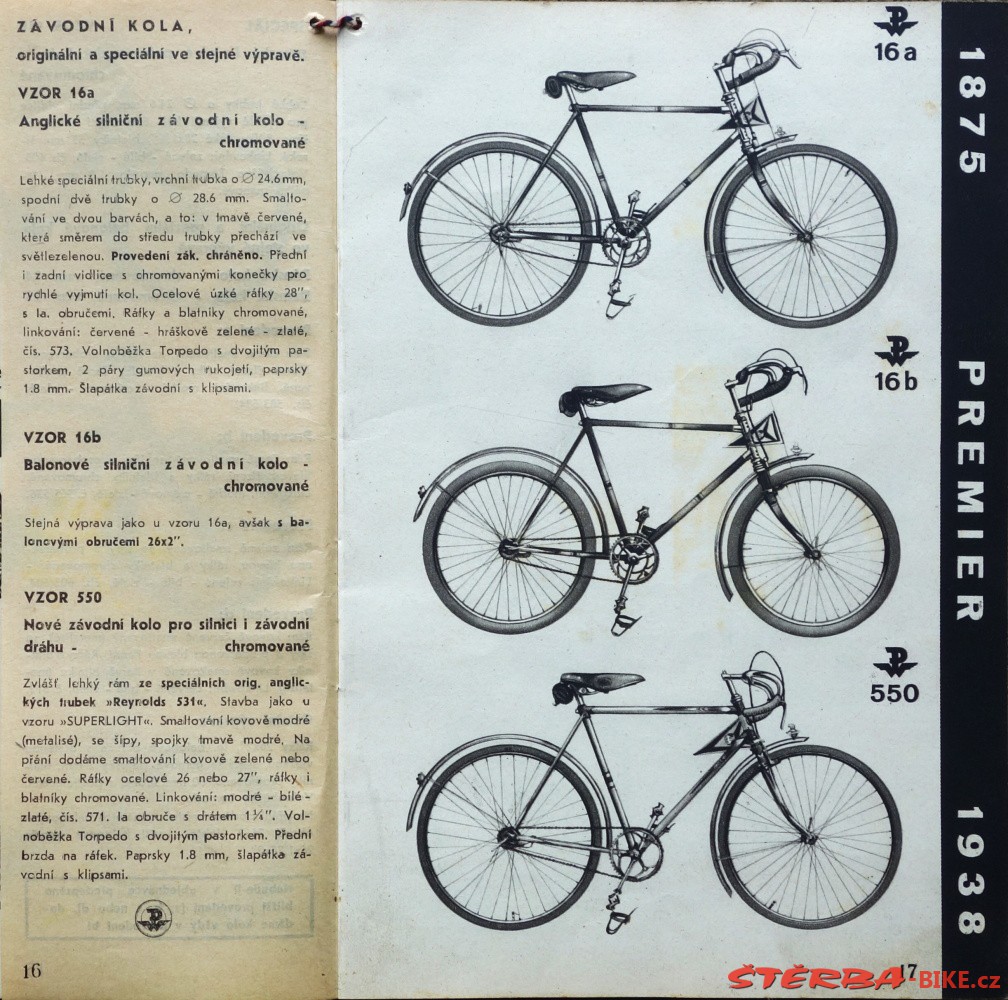 ZÁVODNÍ KOLA,
originální a speciální ve stejné výpravě.
VZOR 16a
Anglické silniční závodní kolo -
chromované
Lehké speciální trubky, vrchní trubka o ∅ 24.6 mm,
spodní dvě trubky o ∅ 28.6 mm. Smalto-
vání ve dvou barvách, a to: v tmavě červené,
která směrem do středu trubky přechází ve
světlezelenou. Provedení zák. chráněno. Přední
i zadní vidlice s chromovanými konečky pro
rychlé vyjmutí kol. Ocelové úzké ráfky 28",
s Ia. obručemi. Ráfky a blatníky chromované,
linkování: červené - hráškově zelené - zlaté,
čís. 573. Volnoběžka Torpedo s dvojitým pa-
storkem, 2 páry gumových rukojetí, paprsky
1.8 mm. Šlapátka závodní s klipsami.
VZOR 16b
Balonové silniční závodní kolo -
chromované
Stejná výprava jako u vzoru 16a, avšak s ba-
lonovými obručemi 26x2".
VZOR 550
Nové závodní kolo pro silnici i závodní
dráhu - chromované
Zvlášť lehký rám ze speciálních orig. anglic-
kých trubek »Reynolds 531«. Stavba jako u
vzoru »SUPERLIGHT«. Smaltování kovově modré
(metalisé), se šípy, spojky tmavě modré. Na
přání dodáme smaltování kovově zelené nebo
červené. Ráfky ocelové 26 nebo 27", ráfky i
blatníky chromované. Linkování: modré - bílé -
zlaté, čís. 571. Ia obruče s drátem 1¼". Vol-
noběžka Torpedo s dvojitým pastorkem. Přední
brzda na ráfek. Paprsky 1.8 mm, šlapátka zá-
vodní s klipsami.
16
16a
16b
550
17
1875 PREMIER 1938
ŠTĚRBA-BIKE.cz